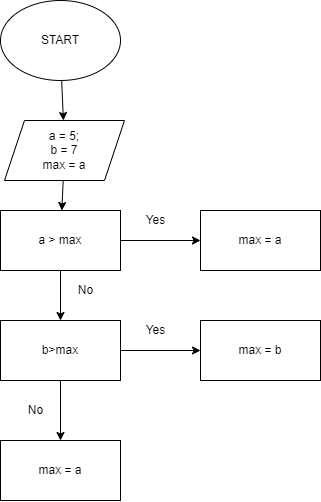 START
a = 5;
b = 7
max = a
a > max
Yes
max = a
No
b>max
Yes
max = b
No
max = a